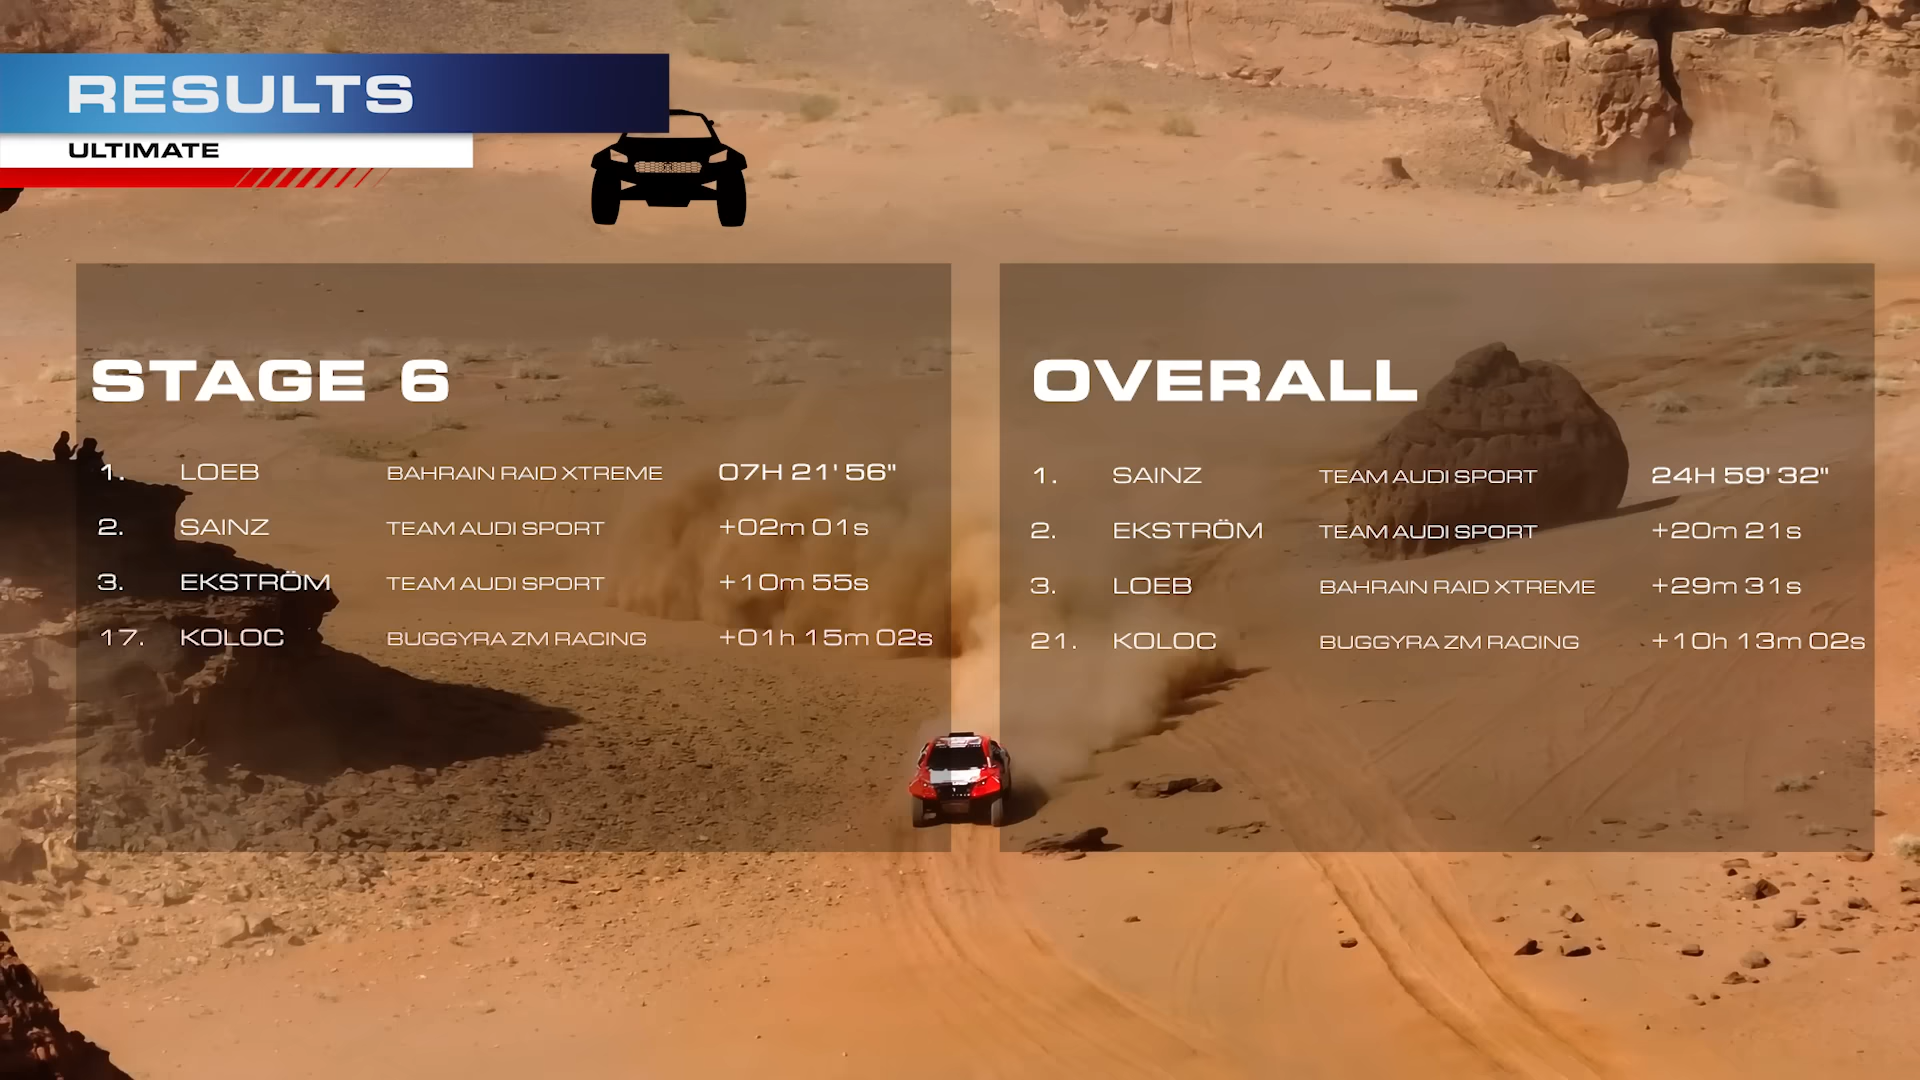 RESULTS
ULTIMATE
STAGE 6
1. LOEB BAHRAIN RAID XTREME 07H 21' 56"
2. SAINZ TEAM AUDI SPORT +02m 01s
3. EKSTRÖM TEAM AUDI SPORT +10m 55s
17. KOLOC BUGGYRA ZM RACING +01h 15m 02s
OVERALL
1. SAINZ TEAM AUDI SPORT 24H 59' 32"
2. EKSTRÖM TEAM AUDI SPORT +20m 21s
3. LOEB BAHRAIN RAID XTREME +29m 31s
21. KOLOC BUGGYRA ZM RACING +10h 13m 02s